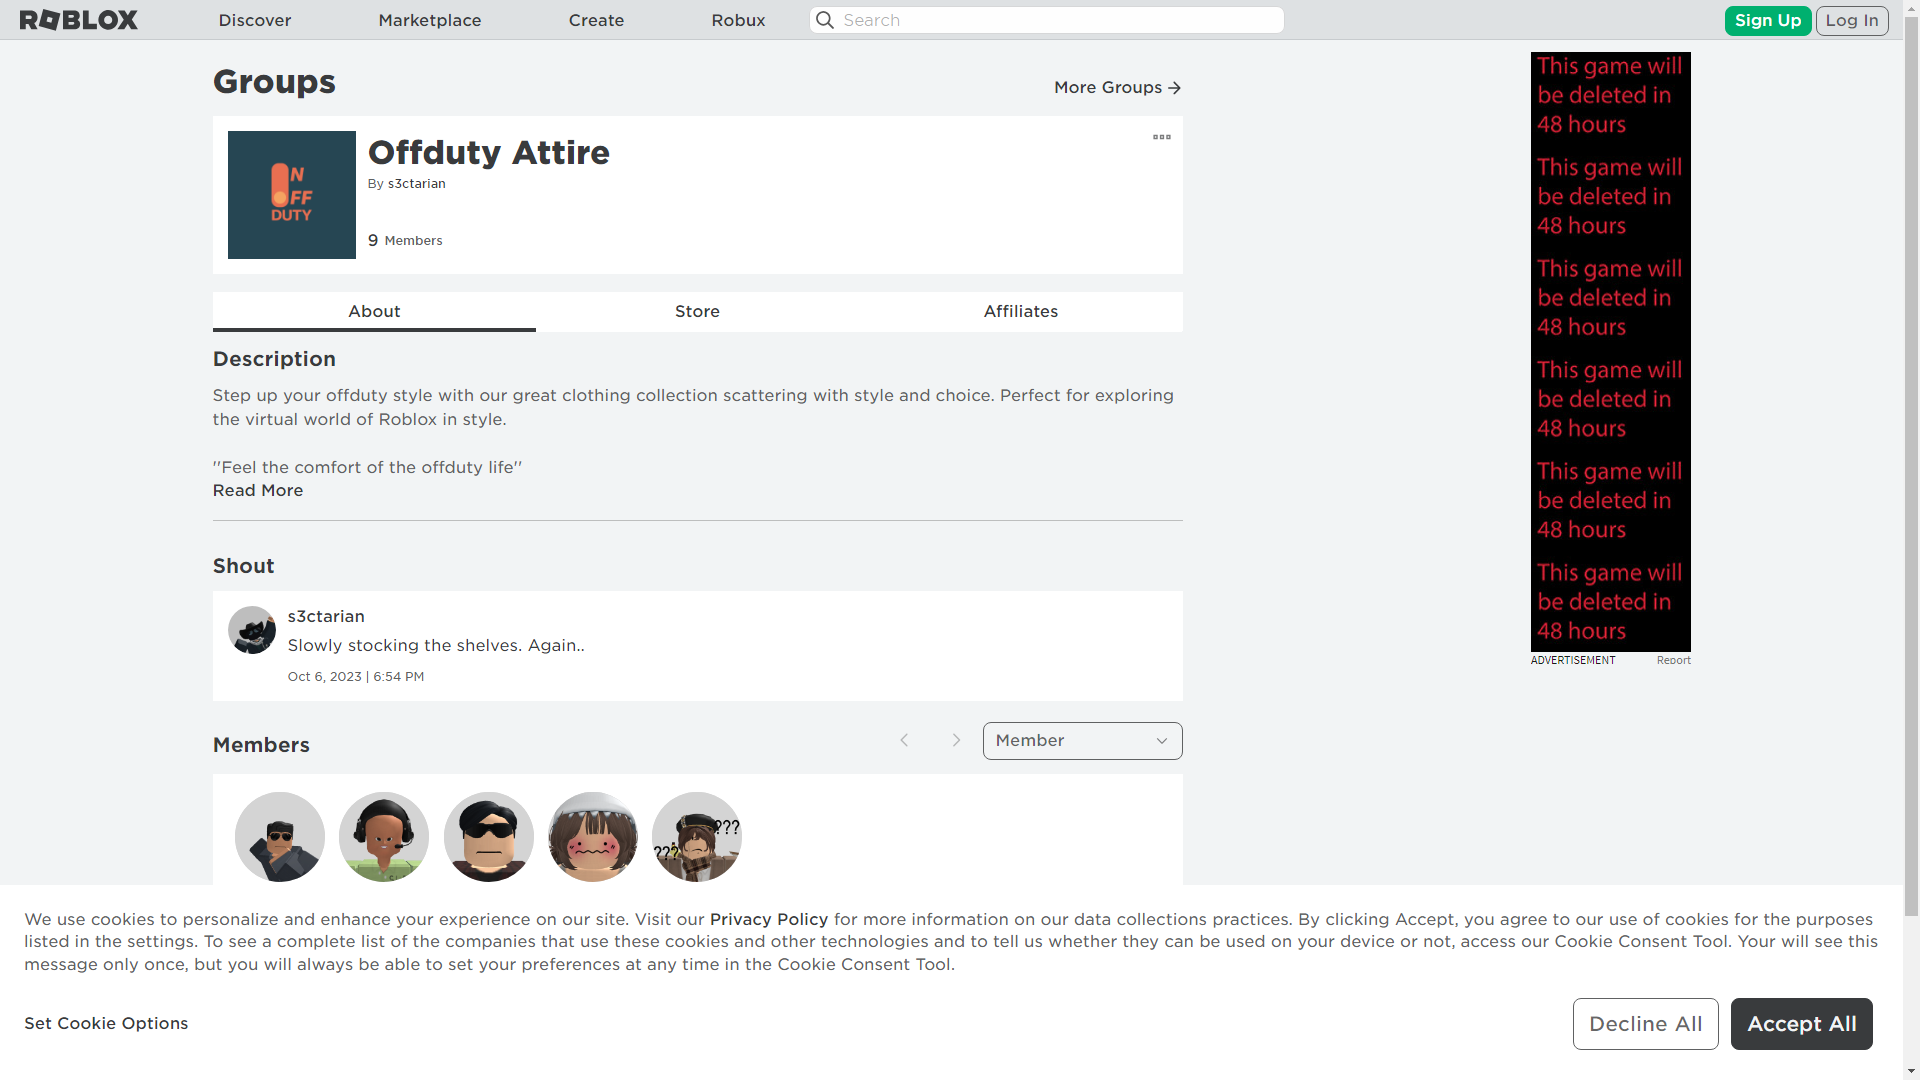 ROBLOX Discover Marketplace Create Robux Search Sign Up Log In
Groups
More Groups
Offduty Attire
By s3ctarian
9 Members
N
FF
DUTY
About Store Affiliates
Description
Step up your offduty style with our great clothing collection scattering with style and choice. Perfect for exploring
the virtual world of Roblox in style.
''Feel the comfort of the offduty life''
Read More
Shout
s3ctarian
Slowly stocking the shelves. Again..
Oct 6, 2023 | 6:54 PM
Members
Member
???
???
This game will
be deleted in
48 hours
This game will
be deleted in
48 hours
This game will
be deleted in
48 hours
This game will
be deleted in
48 hours
This game will
be deleted in
48 hours
This game will
be deleted in
48 hours
ADVERTISEMENT Report
We use cookies to personalize and enhance your experience on our site. Visit our Privacy Policy for more information on our data collections practices. By clicking Accept, you agree to our use of cookies for the purposes
listed in the settings. To see a complete list of the companies that use these cookies and other technologies and to tell us whether they can be used on your device or not, access our Cookie Consent Tool. Your will see this
message only once, but you will always be able to set your preferences at any time in the Cookie Consent Tool.
Set Cookie Options
Decline All
Accept All